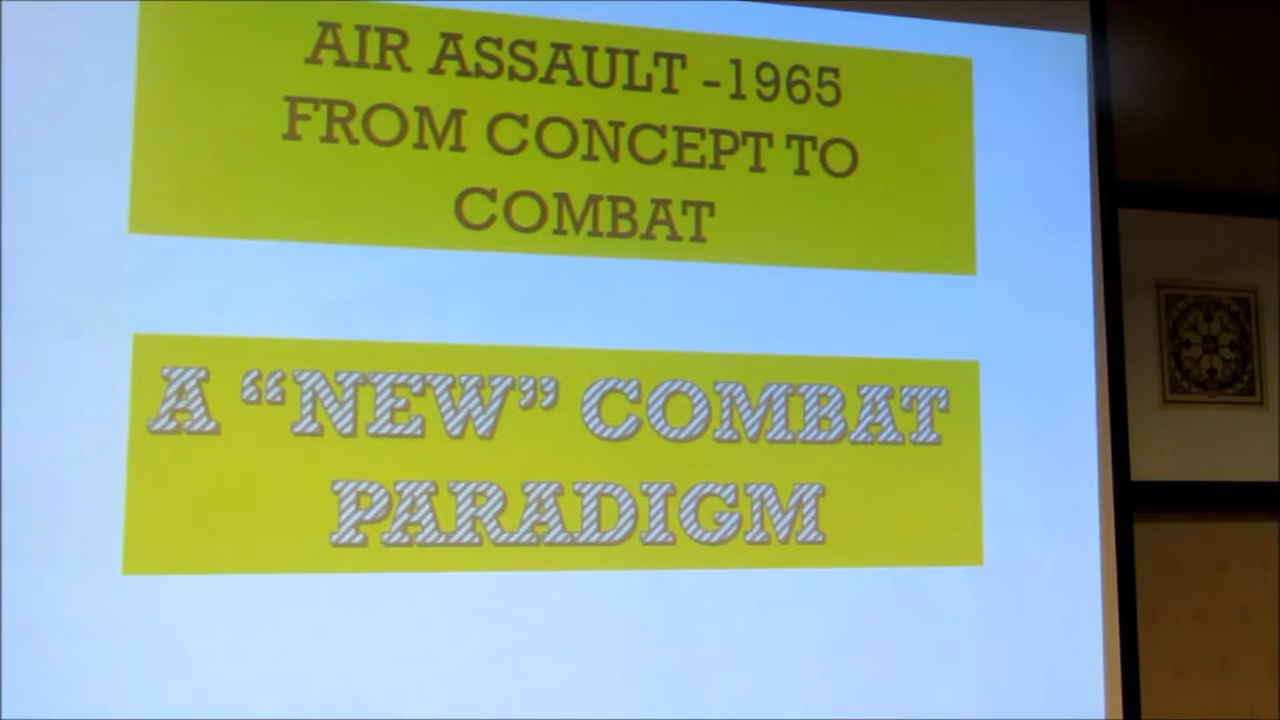 AIR ASSAULT -1965
FROM CONCEPT TO
COMBAT
A “NEW” COMBAT
PARADIGM